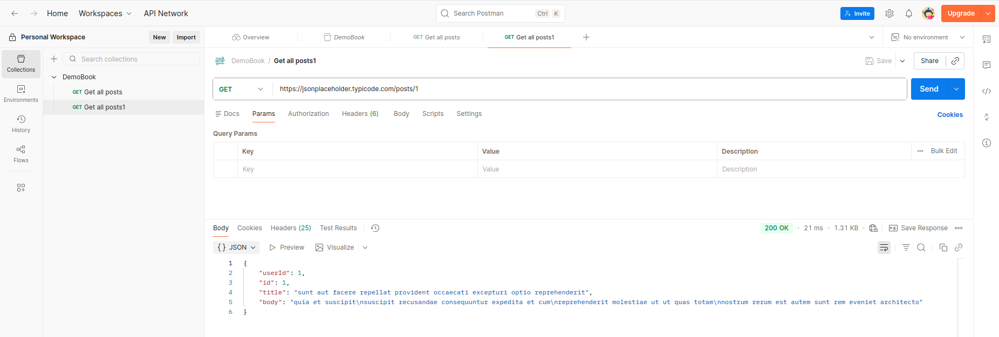 Home Workspaces API Network Search Postman Ctrl K Invite Upgrade
Personal Workspace New Import Overview DemoBook GET Get all posts GET Get all posts1 No environment
Collections
Environments
History
Flows
Search collections
DemoBook
GET Get all posts
GET Get all posts1
HTTP DemoBook / Get all posts1 Save Share
GET https://jsonplaceholder.typicode.com/posts/1 Send
Docs Params Authorization Headers (6) Body Scripts Settings Cookies
Query Params
Key Value Description ••• Bulk Edit
Key Value Description
Body Cookies Headers (25) Test Results 200 OK • 21 ms • 1.31 KB • e.g. Save Response •••
{ } JSON Preview Visualize
1 {
2 "userId": 1,
3 "id": 1,
4 "title": "sunt aut facere repellat provident occaecati excepturi optio reprehenderit",
5 "body": "quia et suscipit\nsuscipit recusandae consequuntur expedita et cum\nreprehenderit molestiae ut ut quas totam\nnostrum rerum est autem sunt rem eveniet architecto"
6 }